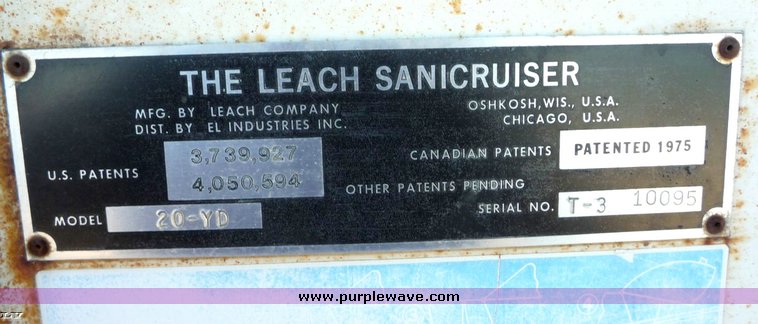 THE LEACH SANICRUISER
MFG. BY LEACH COMPANY OSHKOSH, WIS., U.S.A.
DIST. BY EL INDUSTRIES INC. CHICAGO, U.S.A.
U.S. PATENTS 3,739,927
4,050,594
CANADIAN PATENTS PATENTED 1975
OTHER PATENTS PENDING
MODEL 20-YD
SERIAL NO. T-3 10095
www.purplewave.com